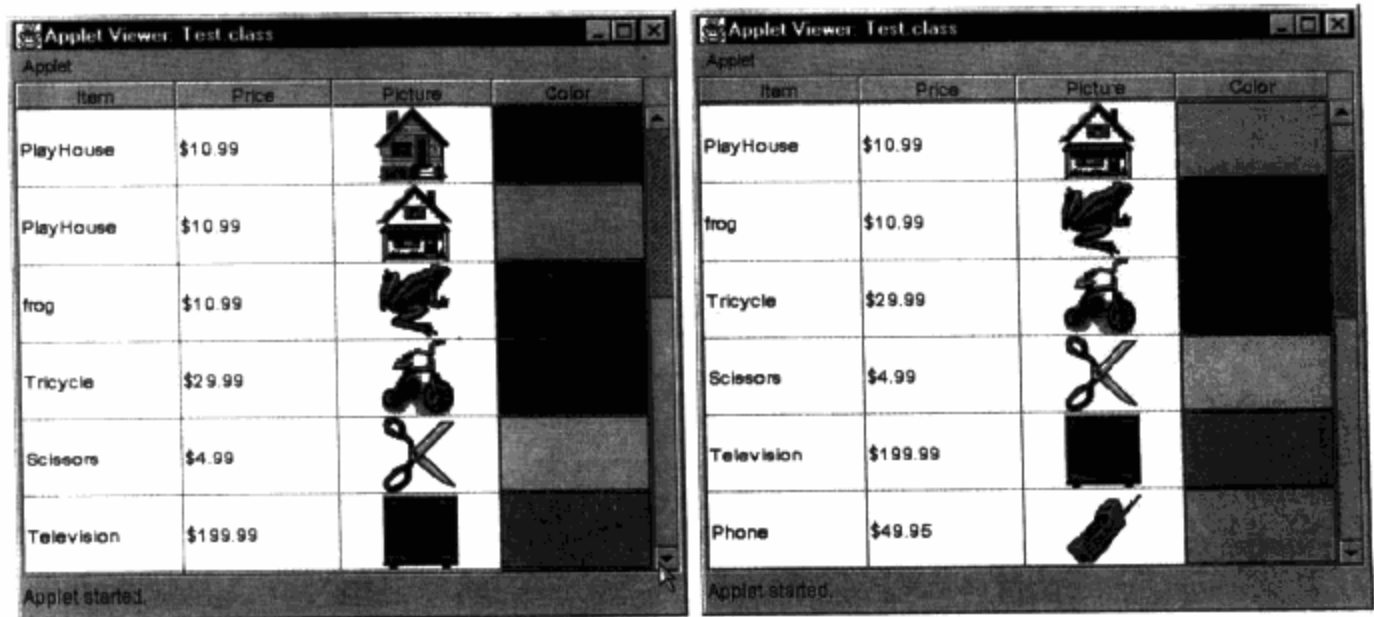 Applet Viewer: Test.class
Applet
Item Price Picture Color
PlayHouse $10.99
PlayHouse $10.99
frog $10.99
Tricycle $29.99
Scissors $4.99
Television $199.99
Applet started.
Applet Viewer: Test.class
Applet
Item Price Picture Color
PlayHouse $10.99
frog $10.99
Tricycle $29.99
Scissors $4.99
Television $199.99
Phone $49.95
Applet started.